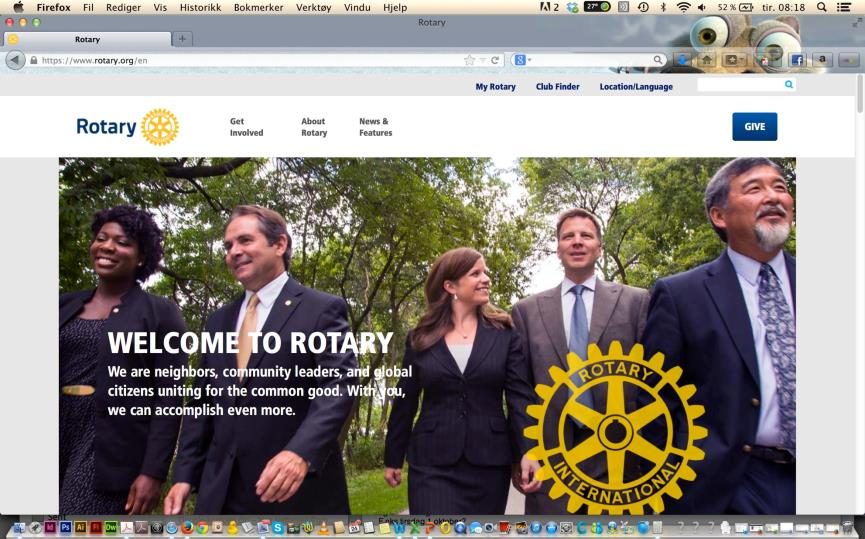 Firefox Fil Rediger Vis Historikk Bokmerker Verktøy Vindu Hjelp 2 27° 52 % tir. 08:18
Rotary
Rotary
https://www.rotary.org/en
My Rotary Club Finder Location/Language
Rotary
Get Involved
About Rotary
News & Features
GIVE
WELCOME TO ROTARY
We are neighbors, community leaders, and global
citizens uniting for the common good. With you,
we can accomplish even more.
ROTARY
INTERNATIONAL
Sent